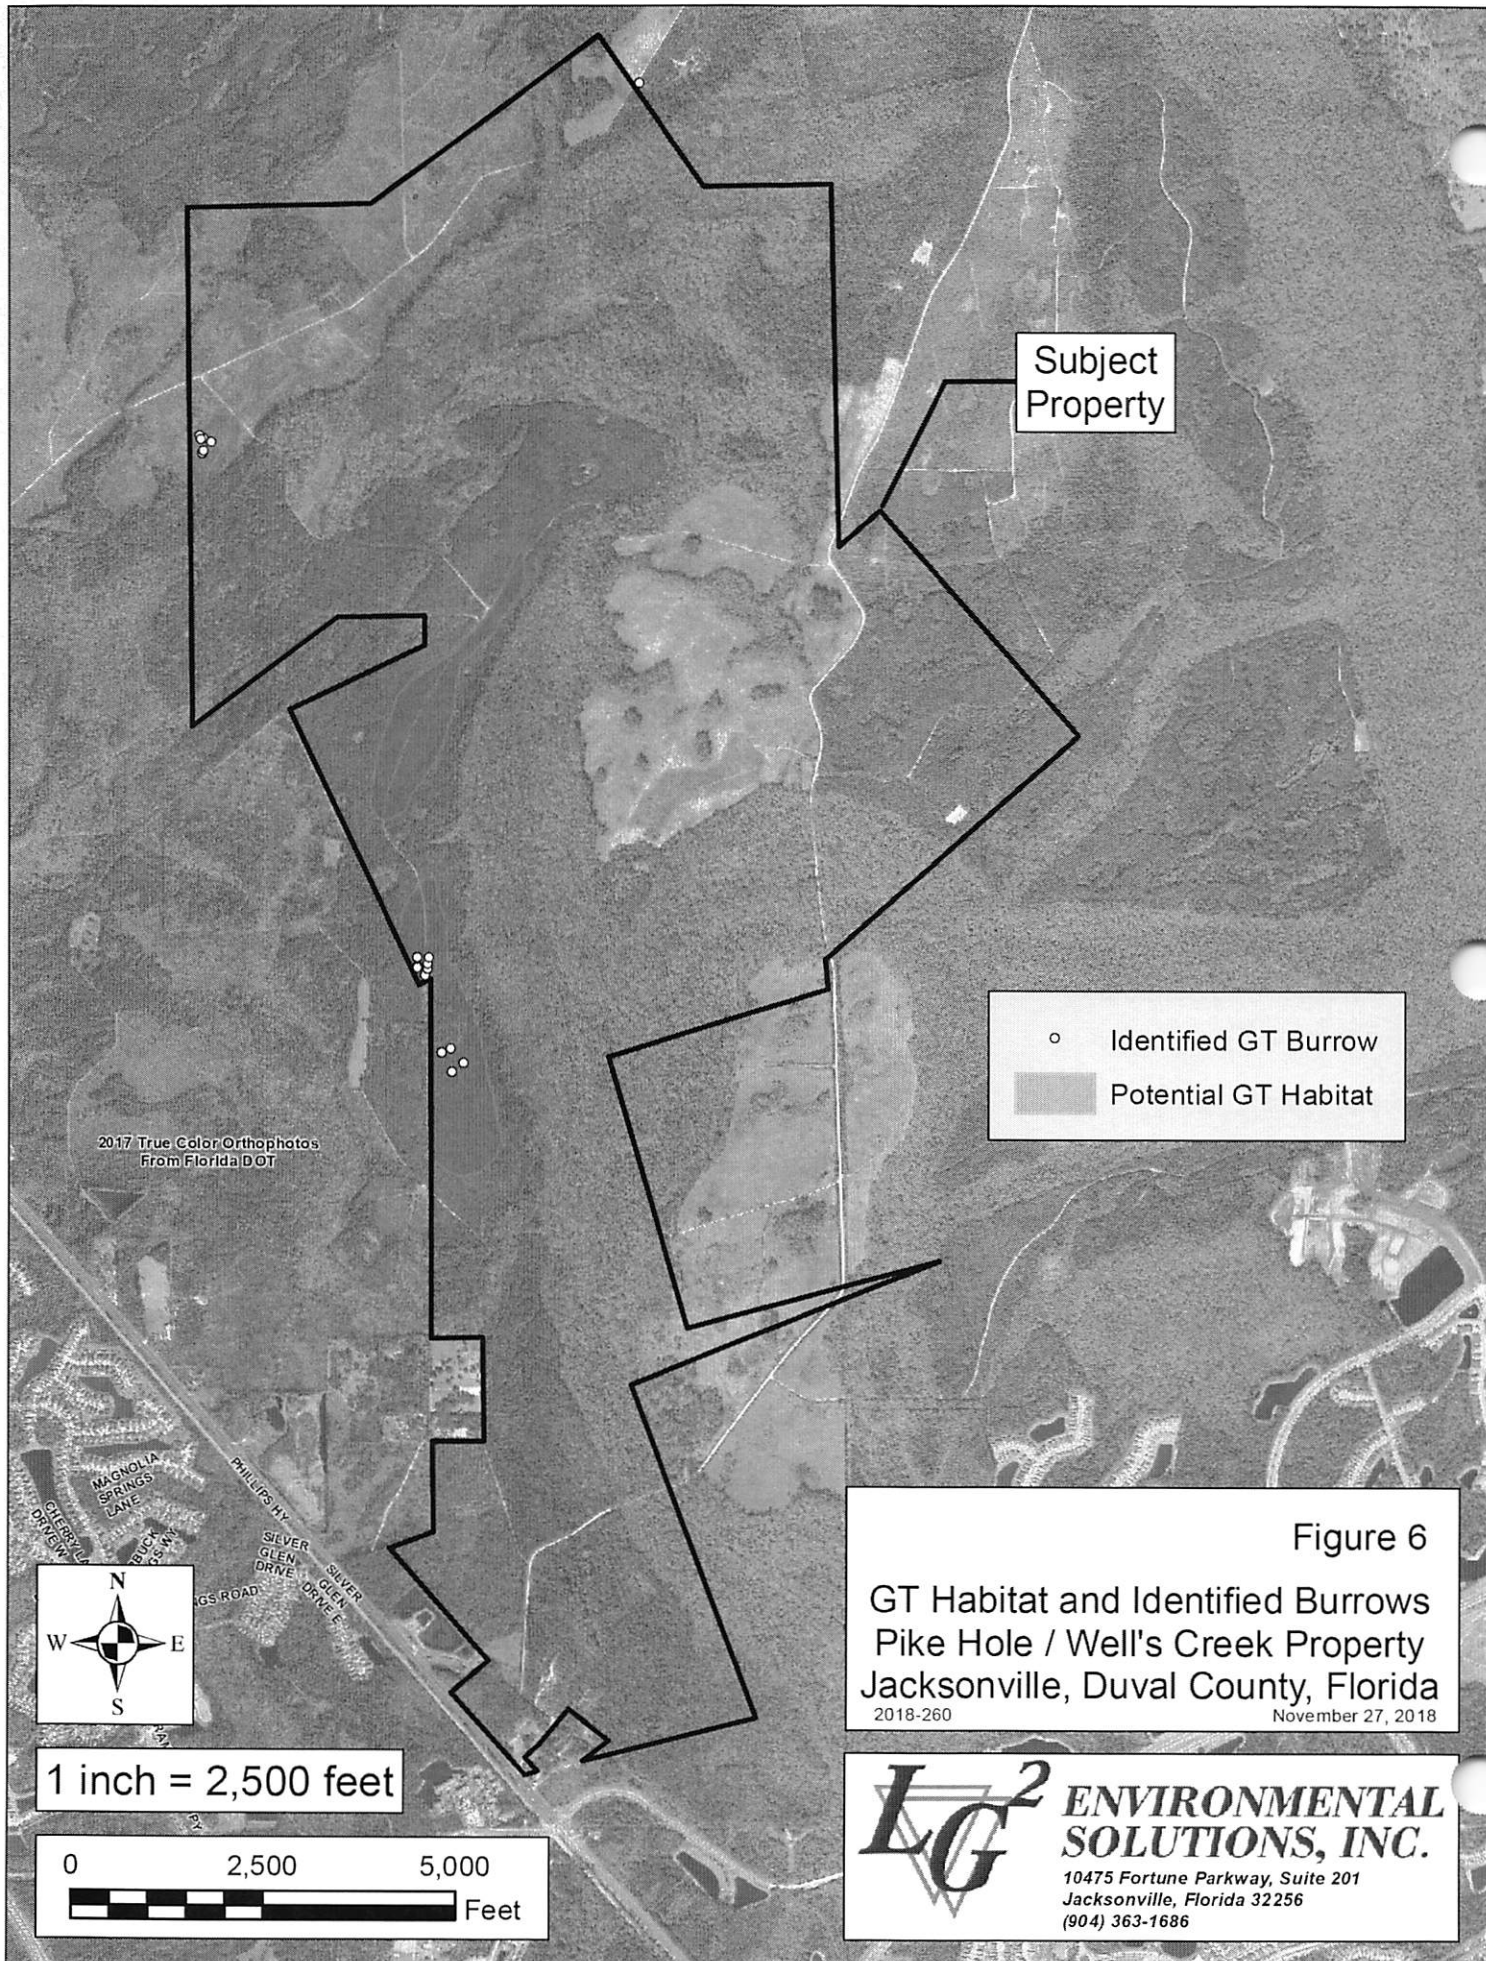 Subject
Property
Identified GT Burrow
Potential GT Habitat
2017 True Color Orthophotos
From Florida DOT
MAGNOLIA
SPRINGS
LANE
DRIVE W
PHILLIPS HY
SILVER
GLEN
DRIVE
SILVER
GLEN
DRIVE E
ROAD
N
W
E
S
1 inch = 2,500 feet
0 2,500 5,000
Feet
Figure 6
GT Habitat and Identified Burrows
Pike Hole / Well's Creek Property
Jacksonville, Duval County, Florida
2018-260 November 27, 2018
LG2
ENVIRONMENTAL
SOLUTIONS, INC.
10475 Fortune Parkway, Suite 201
Jacksonville, Florida 32256
(904) 363-1686